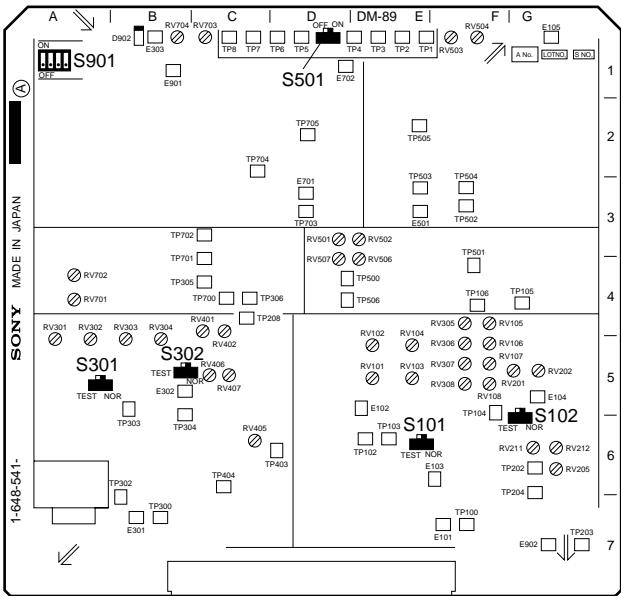 A B C D DM-89 E F G
D902 E303 RV704 RV703 TP8 TP7 TP6 TP5 OFF ON TP4 TP3 TP2 TP1 RV503 RV504 E105
ON S901 OFF
E901 S501 E702 A No. LOTNO. S NO. 1
A
TP705 TP505 2
TP704
E701 TP503 TP504
TP703 E501 TP502 3
TP702 RV501 RV502
TP701 RV507 RV506 TP501
RV702 TP305 TP500
RV701 TP700 TP306 TP506 TP106 TP105 4
TP208
RV301 RV302 RV303 RV304 RV401 RV402 RV102 RV104 RV305 RV105
RV306 RV106
S301 S302 RV406 RV101 RV103 RV307 RV107
TEST NOR TEST NOR RV407 RV308 RV201 RV202 5
E302 RV108 E104
TP303 TP304 E102 TP104 S102
TEST NOR
RV405 TP102 TP103 S101 RV211 RV212
TP403 TEST NOR TP202 RV205 6
TP404 E103 TP204
TP302
E301 TP300 E101 TP100
E902 TP203 7
1-648-541-
SONY MADE IN JAPAN